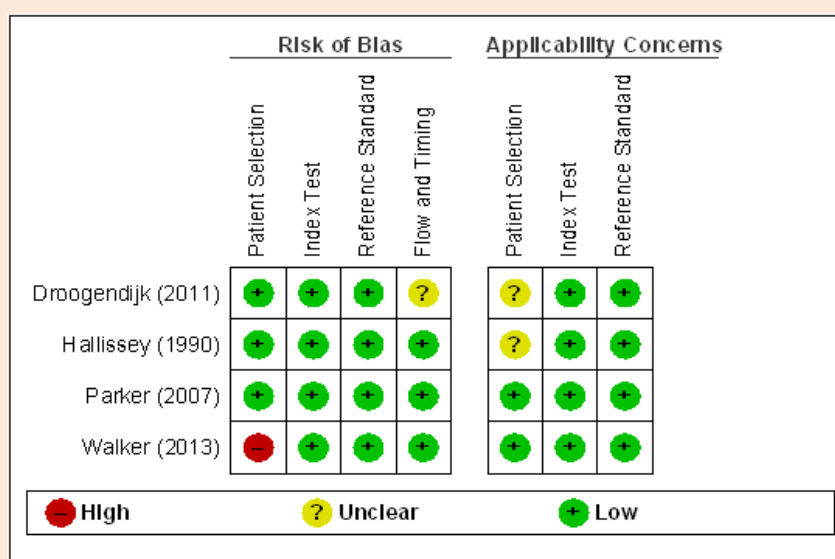 Risk of Bias Applicability Concerns
Patient Selection
Index Test
Reference Standard
Flow and Timing
Patient Selection
Index Test
Reference Standard
Droogendijk (2011) + + + ? ? + +
Hallissey (1990) + + + + ? + +
Parker (2007) + + + + + + +
Walker (2013) – + + + + + +
– High ? Unclear + Low